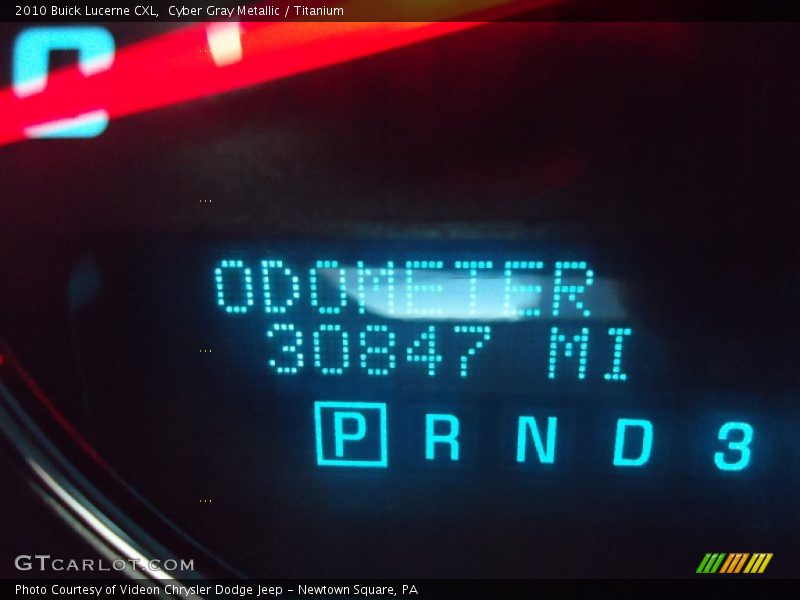 2010 Buick Lucerne CXL,  Cyber Gray Metallic / Titanium
0
...
ODOMETER
30847 MI
...
P R N D 3
...
GTCARLOT.COM
Photo Courtesy of Videon Chrysler Dodge Jeep - Newtown Square, PA